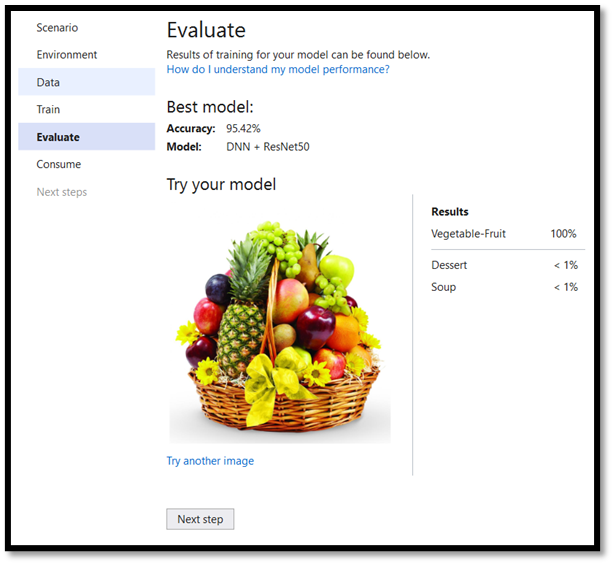 Scenario
Environment
Data
Train
Evaluate
Consume
Next steps
Evaluate
Results of training for your model can be found below.
How do I understand my model performance?
Best model:
Accuracy: 95.42%
Model: DNN + ResNet50
Try your model
Results
Vegetable-Fruit 100%
Dessert < 1%
Soup < 1%
Try another image
Next step